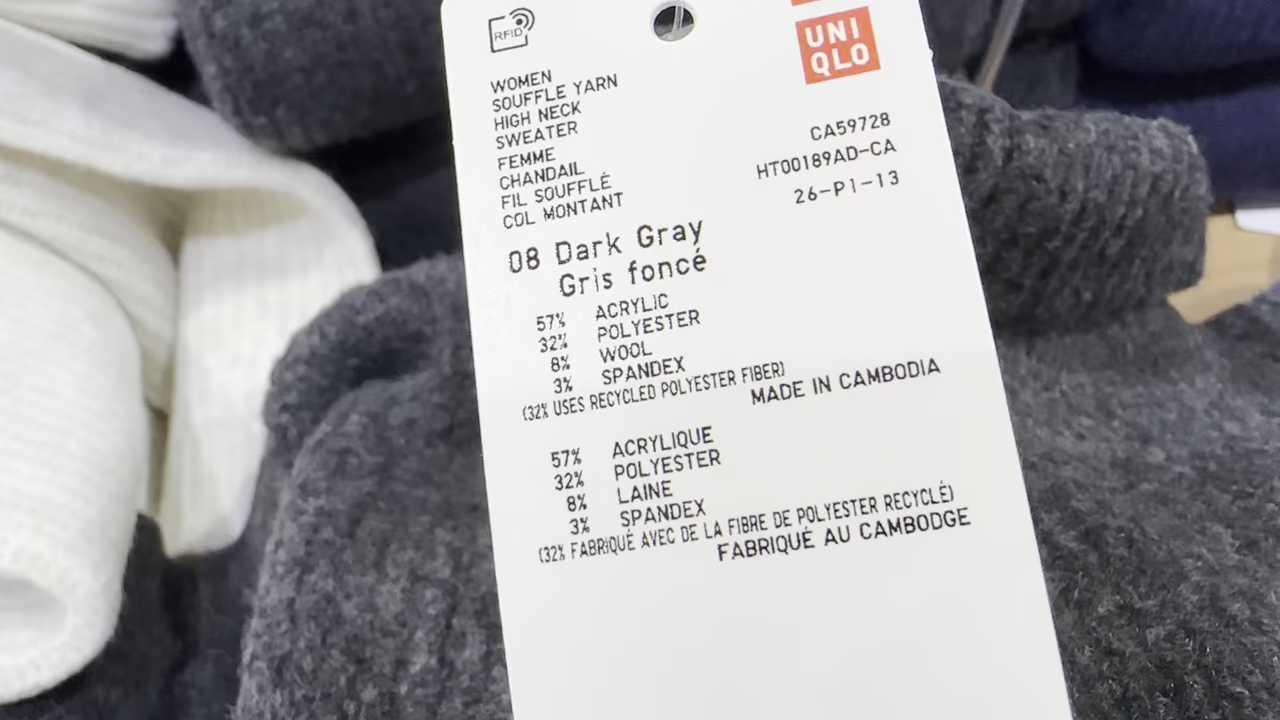 RFID
UNI
QLO
WOMEN
SOUFFLE YARN
HIGH NECK
SWEATER
FEMME
CHANDAIL
FIL SOUFFLÉ
COL MONTANT
CA59728
HT00189AD-CA
26-P1-13
08 Dark Gray
Gris foncé
57% ACRYLIC
32% POLYESTER
8% WOOL
3% SPANDEX
(32% USES RECYCLED POLYESTER FIBER)
MADE IN CAMBODIA
57% ACRYLIQUE
32% POLYESTER
8% LAINE
3% SPANDEX
(32% FABRIQUÉ AVEC DE LA FIBRE DE POLYESTER RECYCLÉ)
FABRIQUÉ AU CAMBODGE